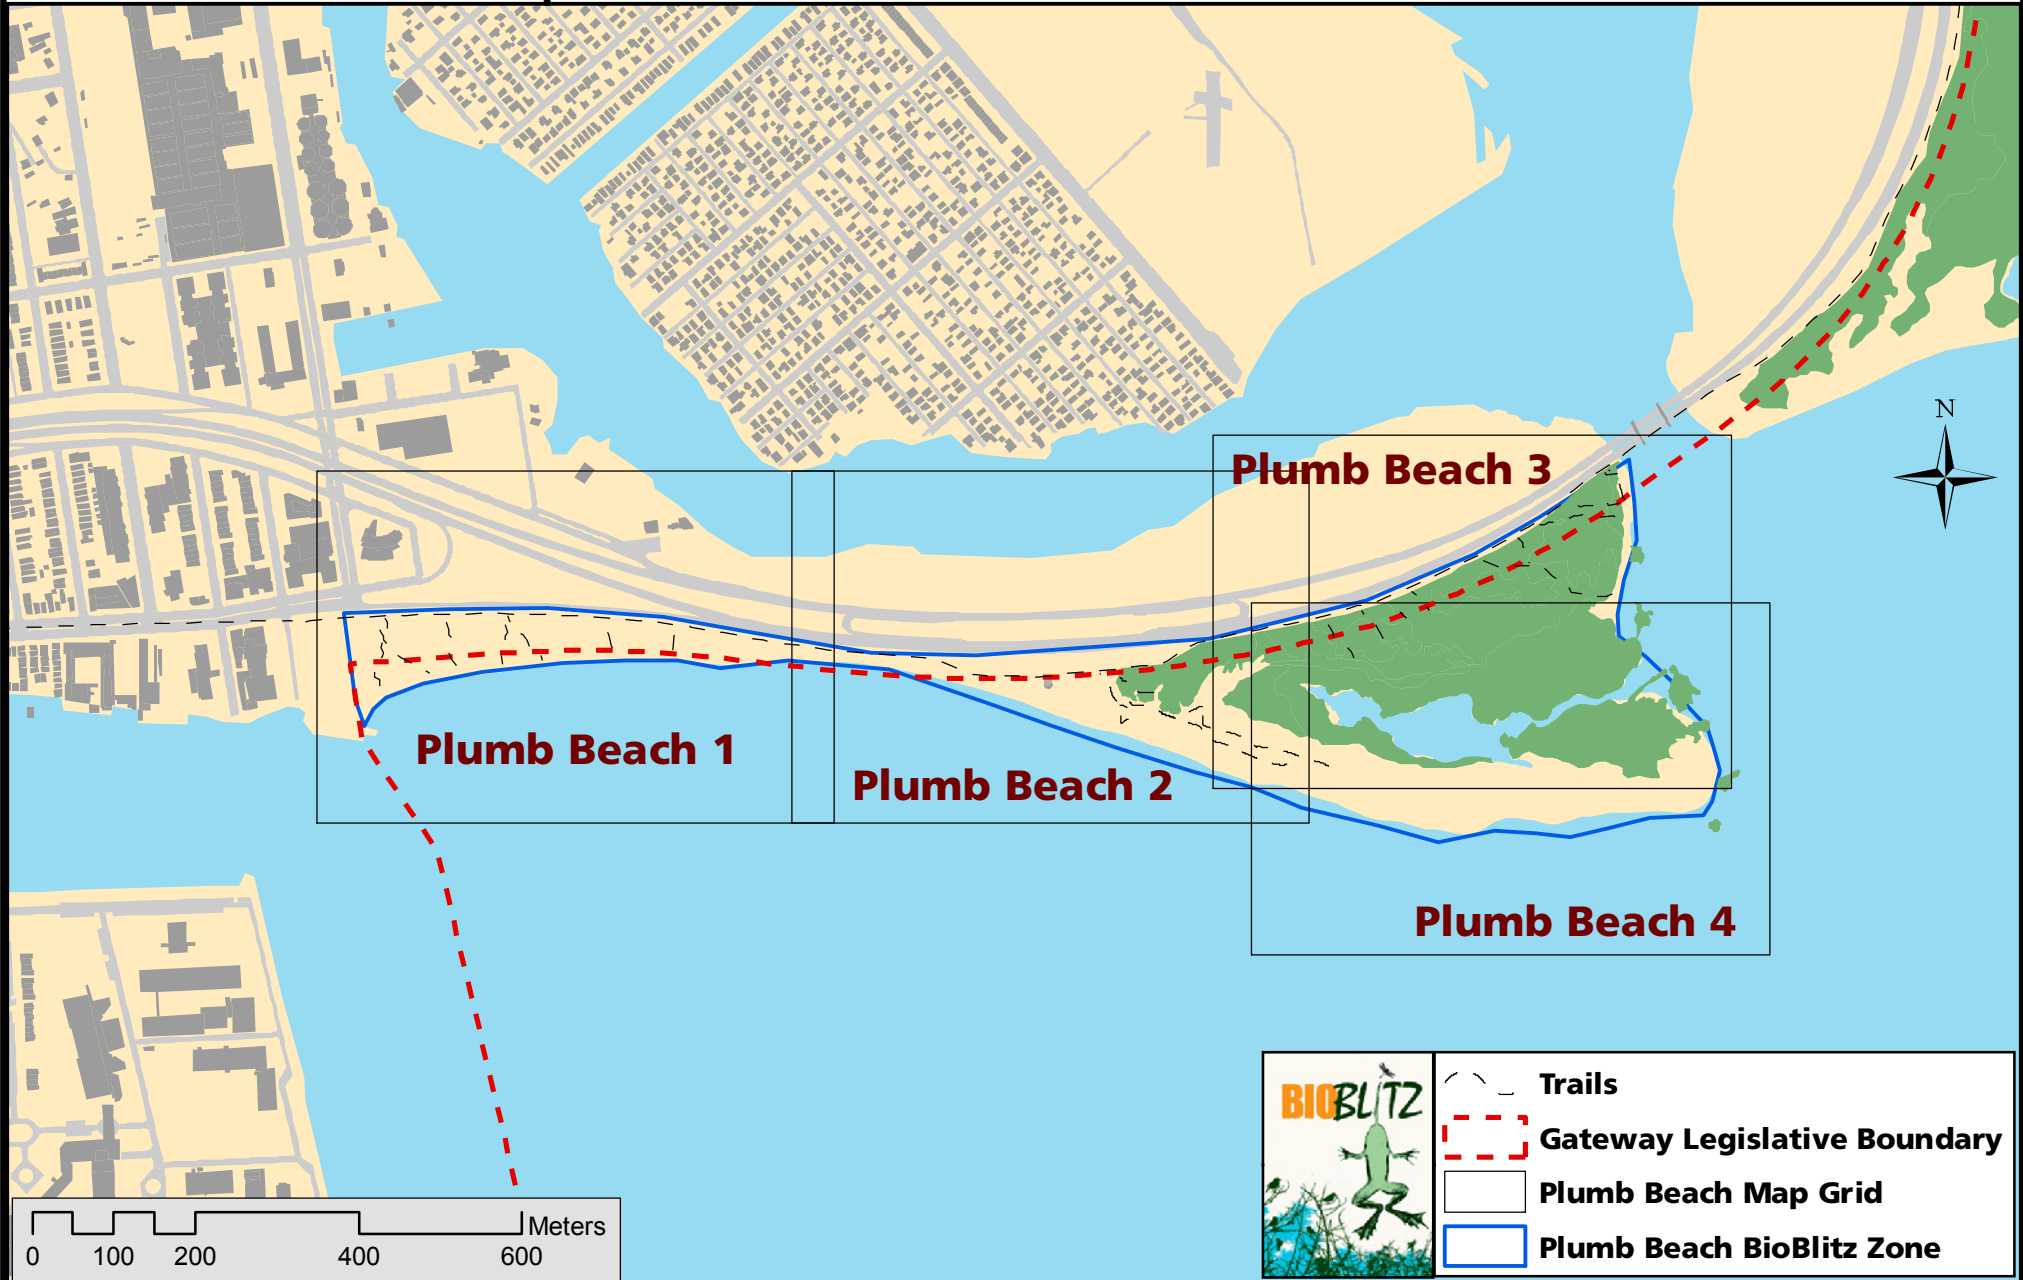 N
Plumb Beach 3
Plumb Beach 1
Plumb Beach 2
Plumb Beach 4
BIOBLITZ
Trails
Gateway Legislative Boundary
Plumb Beach Map Grid
Plumb Beach BioBlitz Zone
Meters
0 100 200 400 600